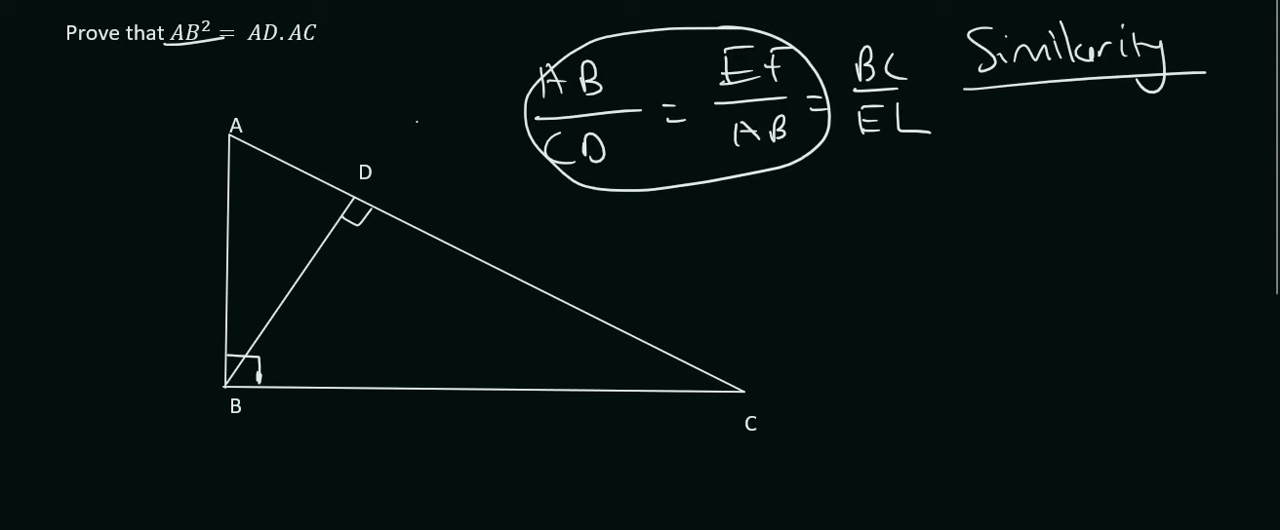 Prove that AB² = AD.AC
AB/CD = EF/AB = BC/EL
Similarity
A
D
B
C